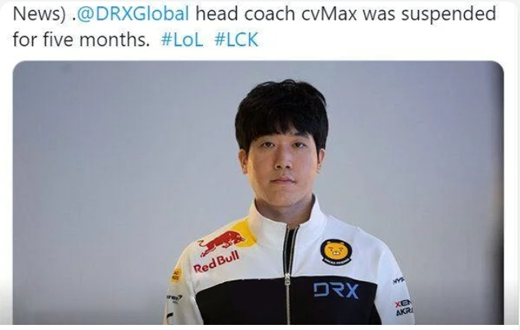 News) .@DRXGlobal head coach cvMax was suspended
for five months. #LoL #LCK
Red Bull
DRX